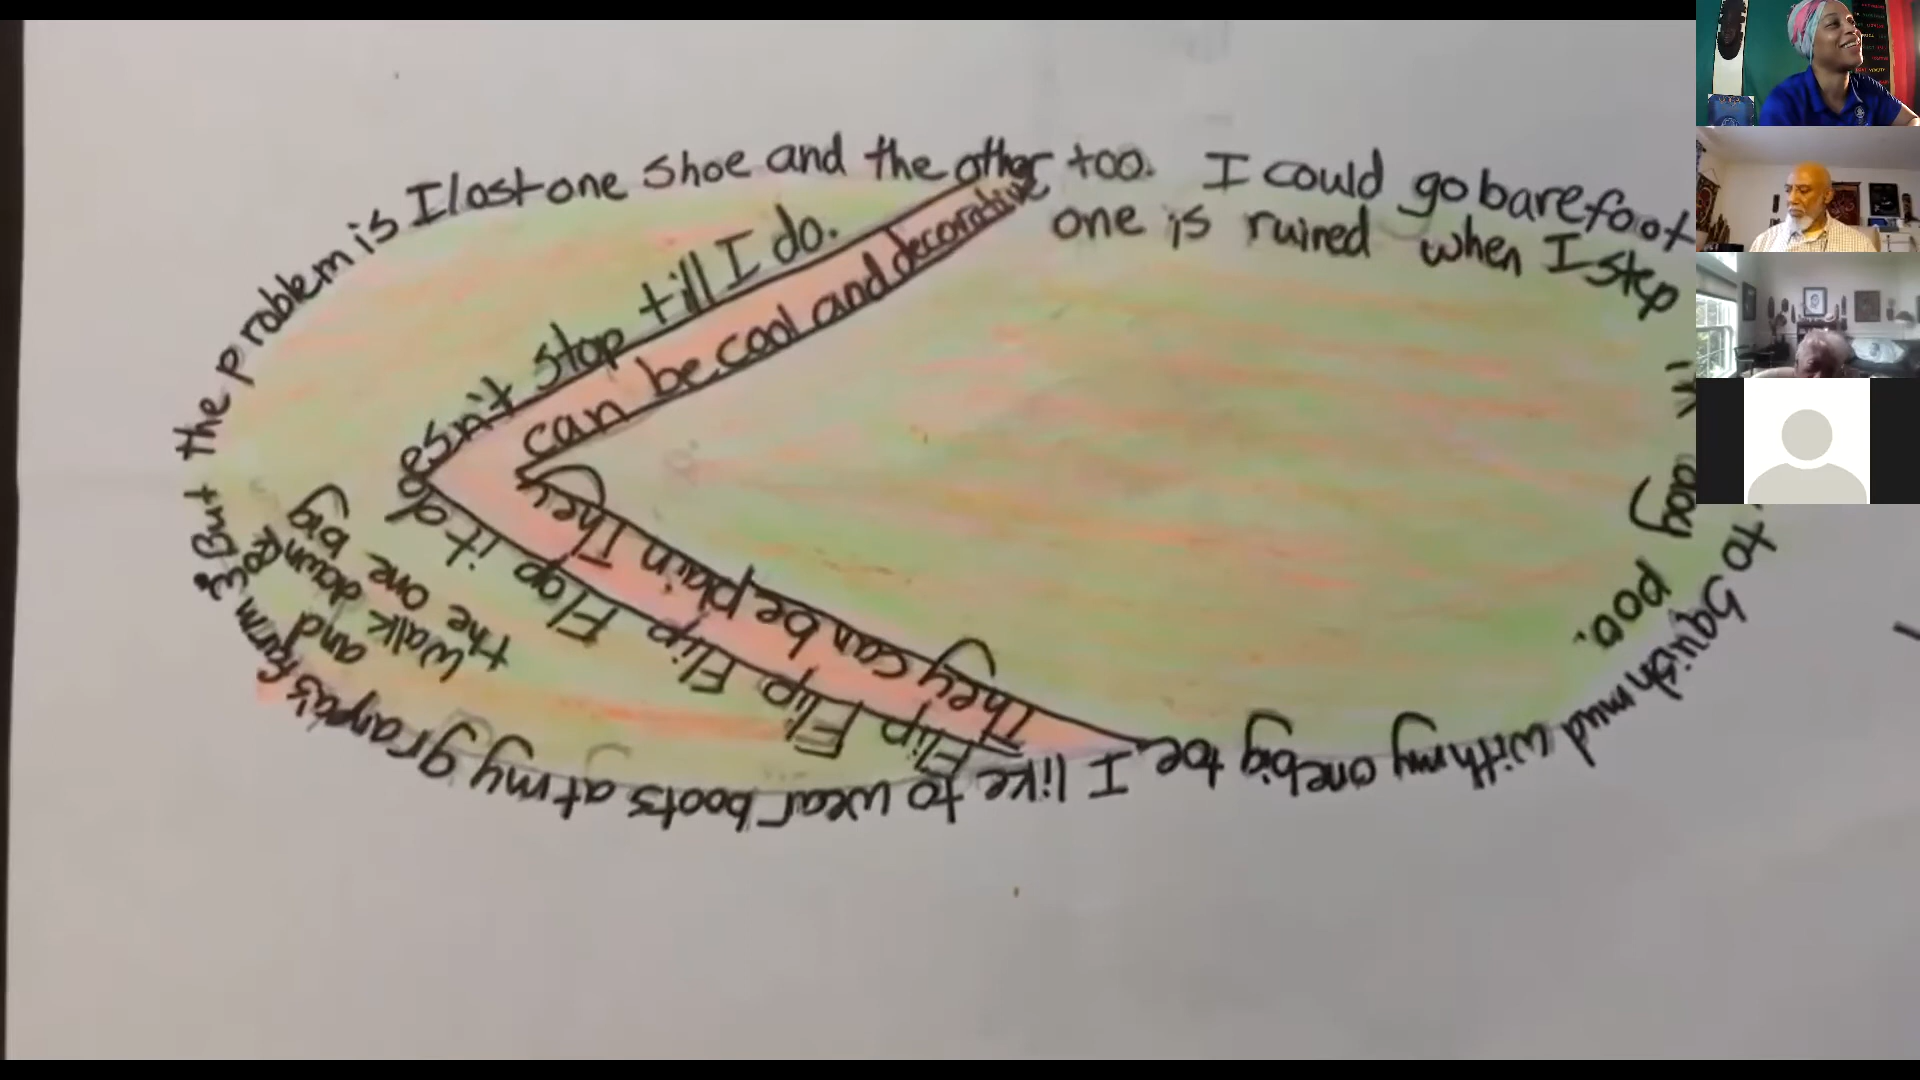 But the problem is I lost one shoe and the other too. I could go barefoot
to squish mud with my one big toe. I like to wear boots at my granpa's farm
Flip Flip Flip Flop it doesn't stop till I do.
They can be plain They can be cool and decorative
and walk down
the one big
one is ruined when I step
in dog poo.